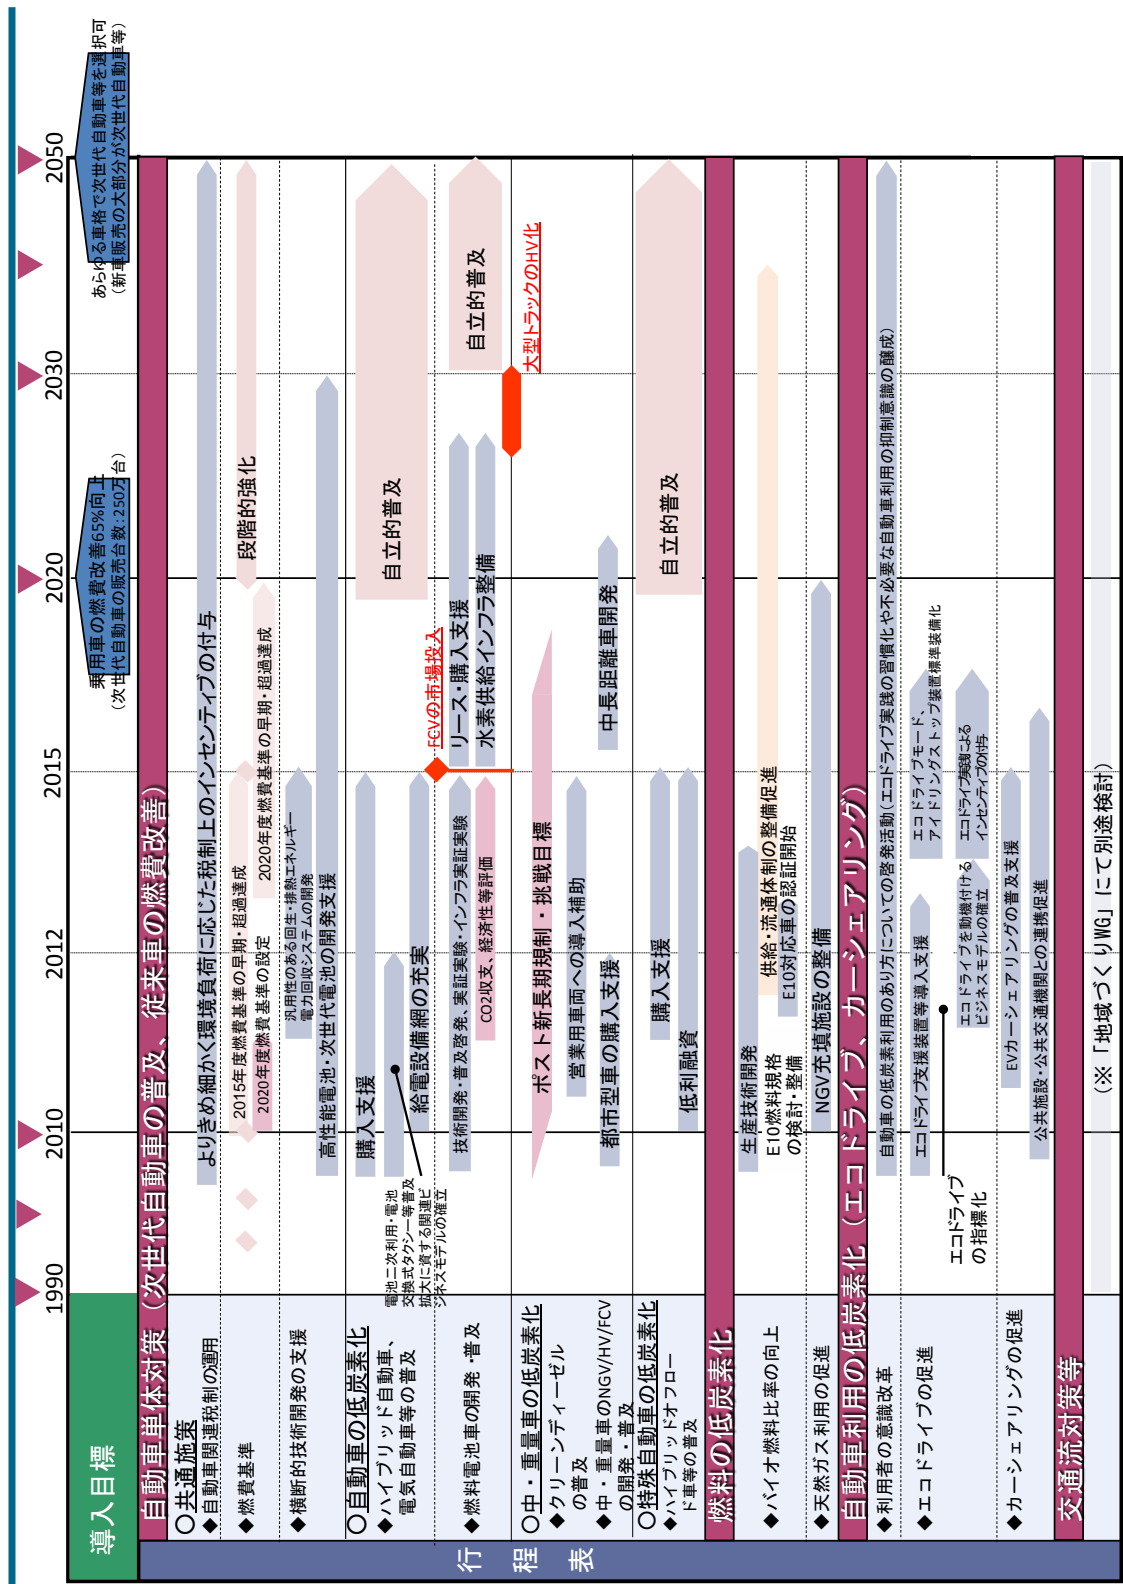 導入目標
1990
2010
2012
2015
2020
2030
2050
乗用車の燃費改善65%向上
(次世代自動車の販売台数:250万台)
あらゆる車格で次世代自動車等を選択可
(新車販売の大部分が次世代自動車等)
行程表
自動車単体対策（次世代自動車の普及、従来車の燃費改善）
〇共通施策
◆自動車関連税制の運用
よりきめ細かく環境負荷に応じた税制上のインセンティブの付与
◆燃費基準
2015年度燃費基準の早期・超過達成
2020年度燃費基準の設定
2020年度燃費基準の早期・超過達成
段階的強化
◆横断的技術開発の支援
汎用性のある回生・排熱エネルギー
電力回収システムの開発
高性能電池・次世代電池の開発支援
〇自動車の低炭素化
◆ハイブリッド自動車、
電気自動車等の普及
購入支援
電池二次利用・電池
交換式タクシー等普及
拡大に資する関連ビ
ジネスモデルの確立
給電設備網の充実
自立的普及
◆燃料電池車の開発・普及
技術開発・普及啓発、実証実験・インフラ実証実験
CO2収支、経済性等評価
FCVの市場投入
リース・購入支援
水素供給インフラ整備
自立的普及
大型トラックのHV化
〇中・重量車の低炭素化
◆クリーンディーゼル
の普及
ポスト新長期規制・挑戦目標
営業用車両への導入補助
◆中・重量車のNGV/HV/FCV
の開発・普及
都市型車の購入支援
中長距離車開発
〇特殊自動車の低炭素化
◆ハイブリッドオフロー
ド車等の普及
購入支援
低利融資
自立的普及
燃料の低炭素化
◆バイオ燃料比率の向上
生産技術開発
E10燃料規格
の検討・整備
供給・流通体制の整備促進
E10対応車の認証開始
◆天然ガス利用の促進
NGV充填施設の整備
自動車利用の低炭素化（エコドライブ、カーシェアリング）
◆利用者の意識改革
自動車の低炭素利用のあり方についての啓発活動(エコドライブ実践の習慣化や不必要な自動車利用の抑制意識の醸成)
◆エコドライブの促進
エコドライブ支援装置等導入支援
エコドライブモード、
アイドリングストップ装置標準装備化
エコドライブ
の指標化
エコドライブを動機付ける
ビジネスモデルの確立
エコドライブ実践による
インセンティブの付与
◆カーシェアリングの促進
EVカーシェアリングの普及支援
公共施設・公共交通機関との連携促進
交通流対策等
(※「地域づくりWG」にて別途検討)